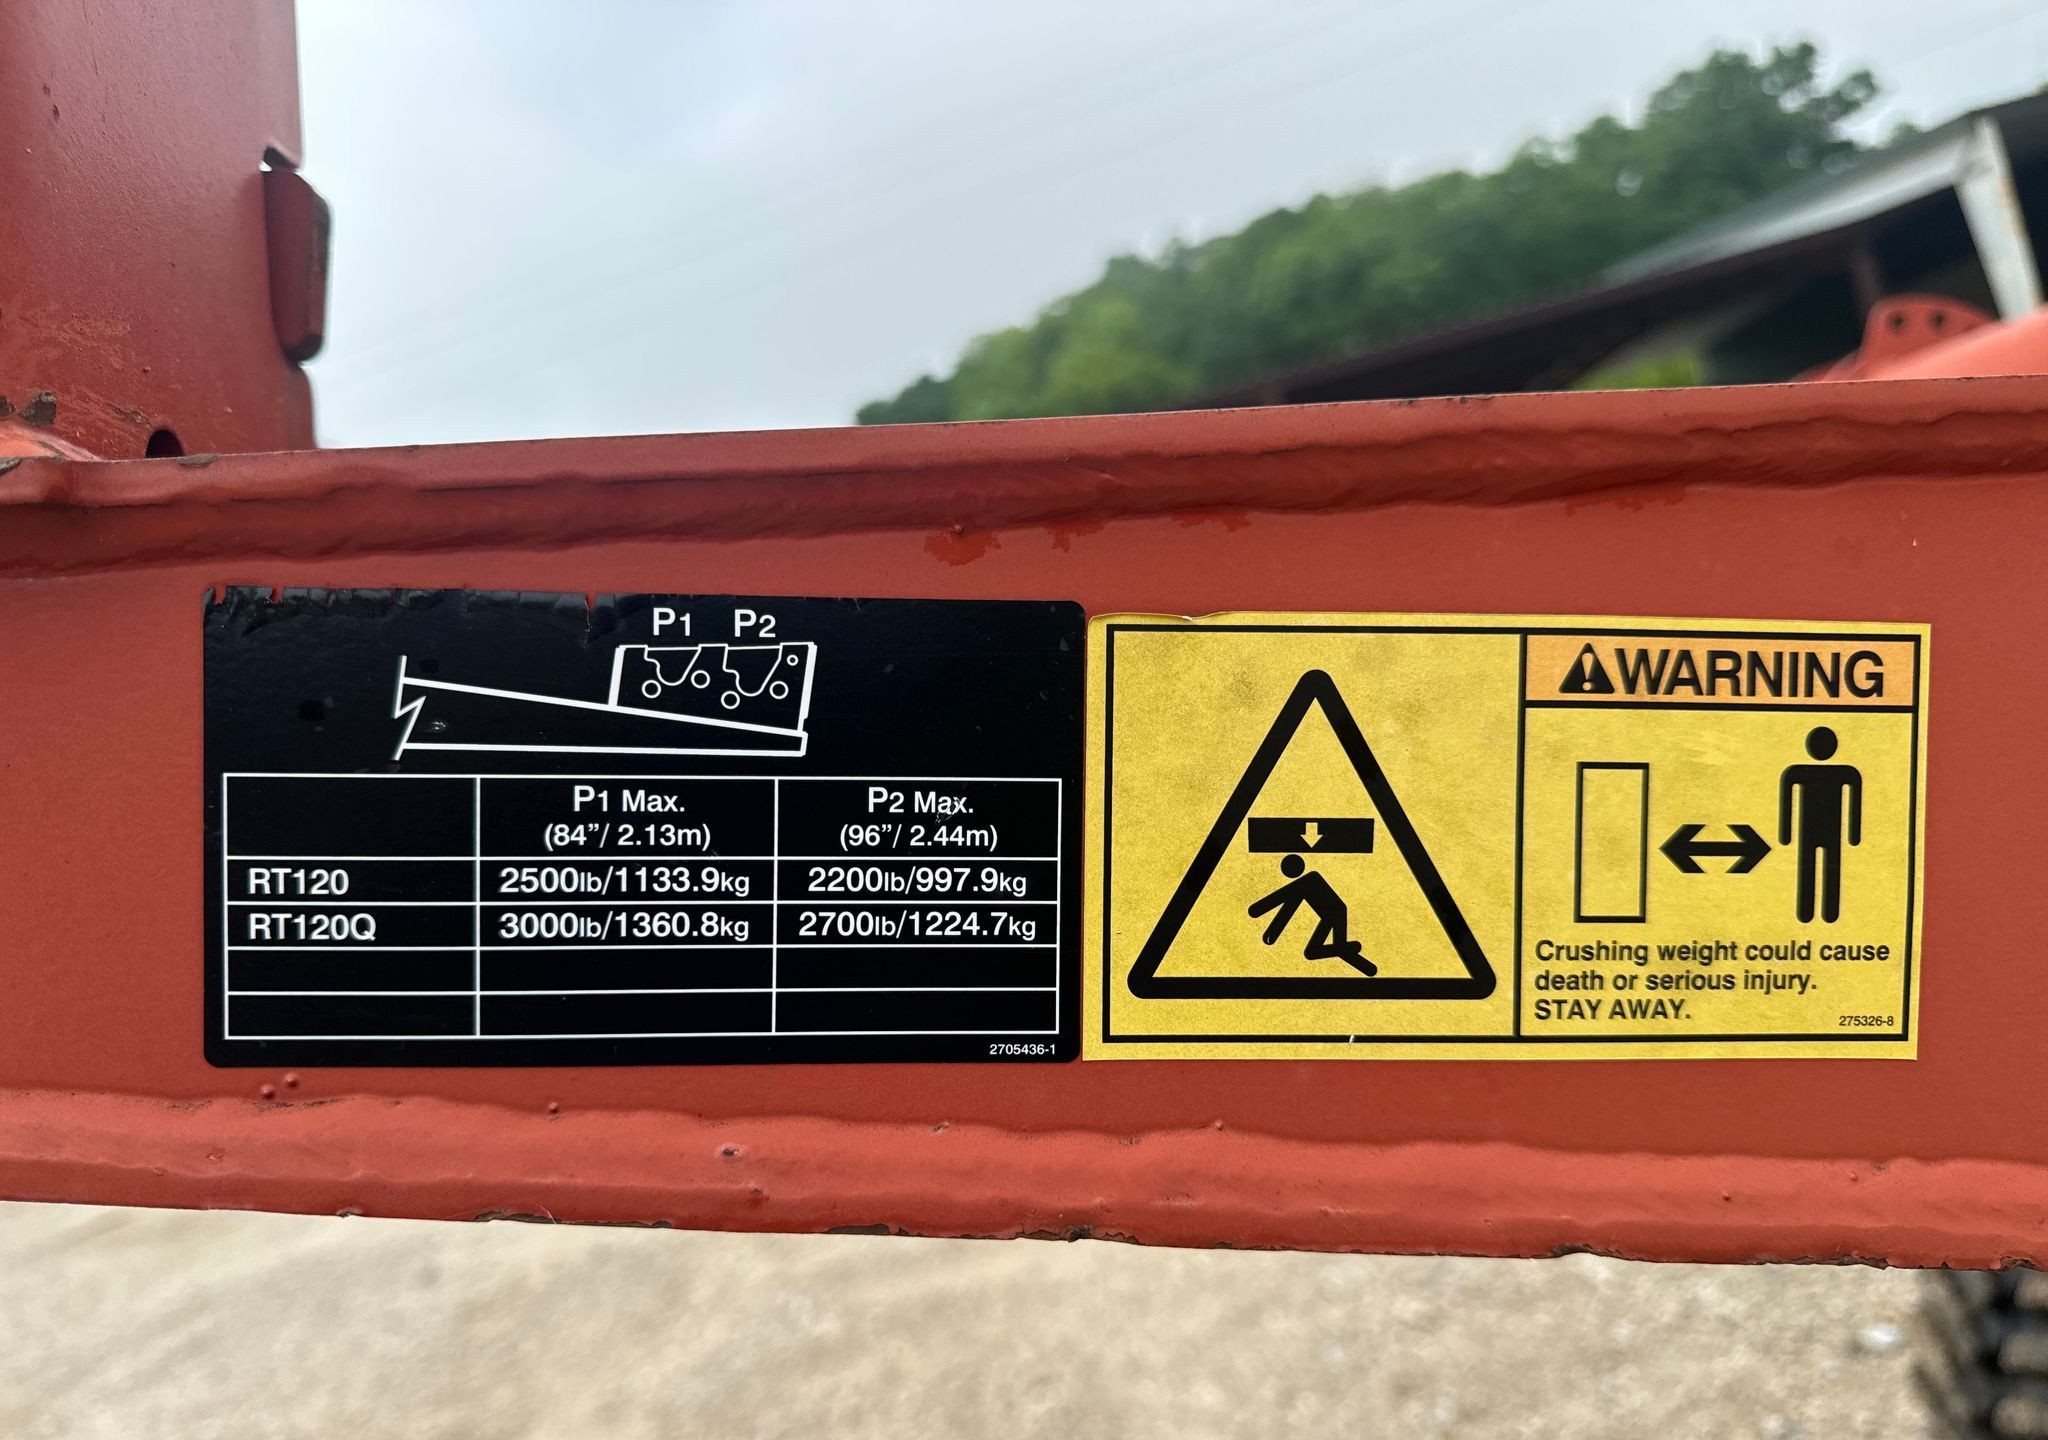 P1 P2
P1 Max. P2 Max.
(84”/ 2.13m) (96”/ 2.44m)
RT120 2500lb/1133.9kg 2200lb/997.9kg
RT120Q 3000lb/1360.8kg 2700lb/1224.7kg
2705436-1
WARNING
Crushing weight could cause
death or serious injury.
STAY AWAY.
275326-8